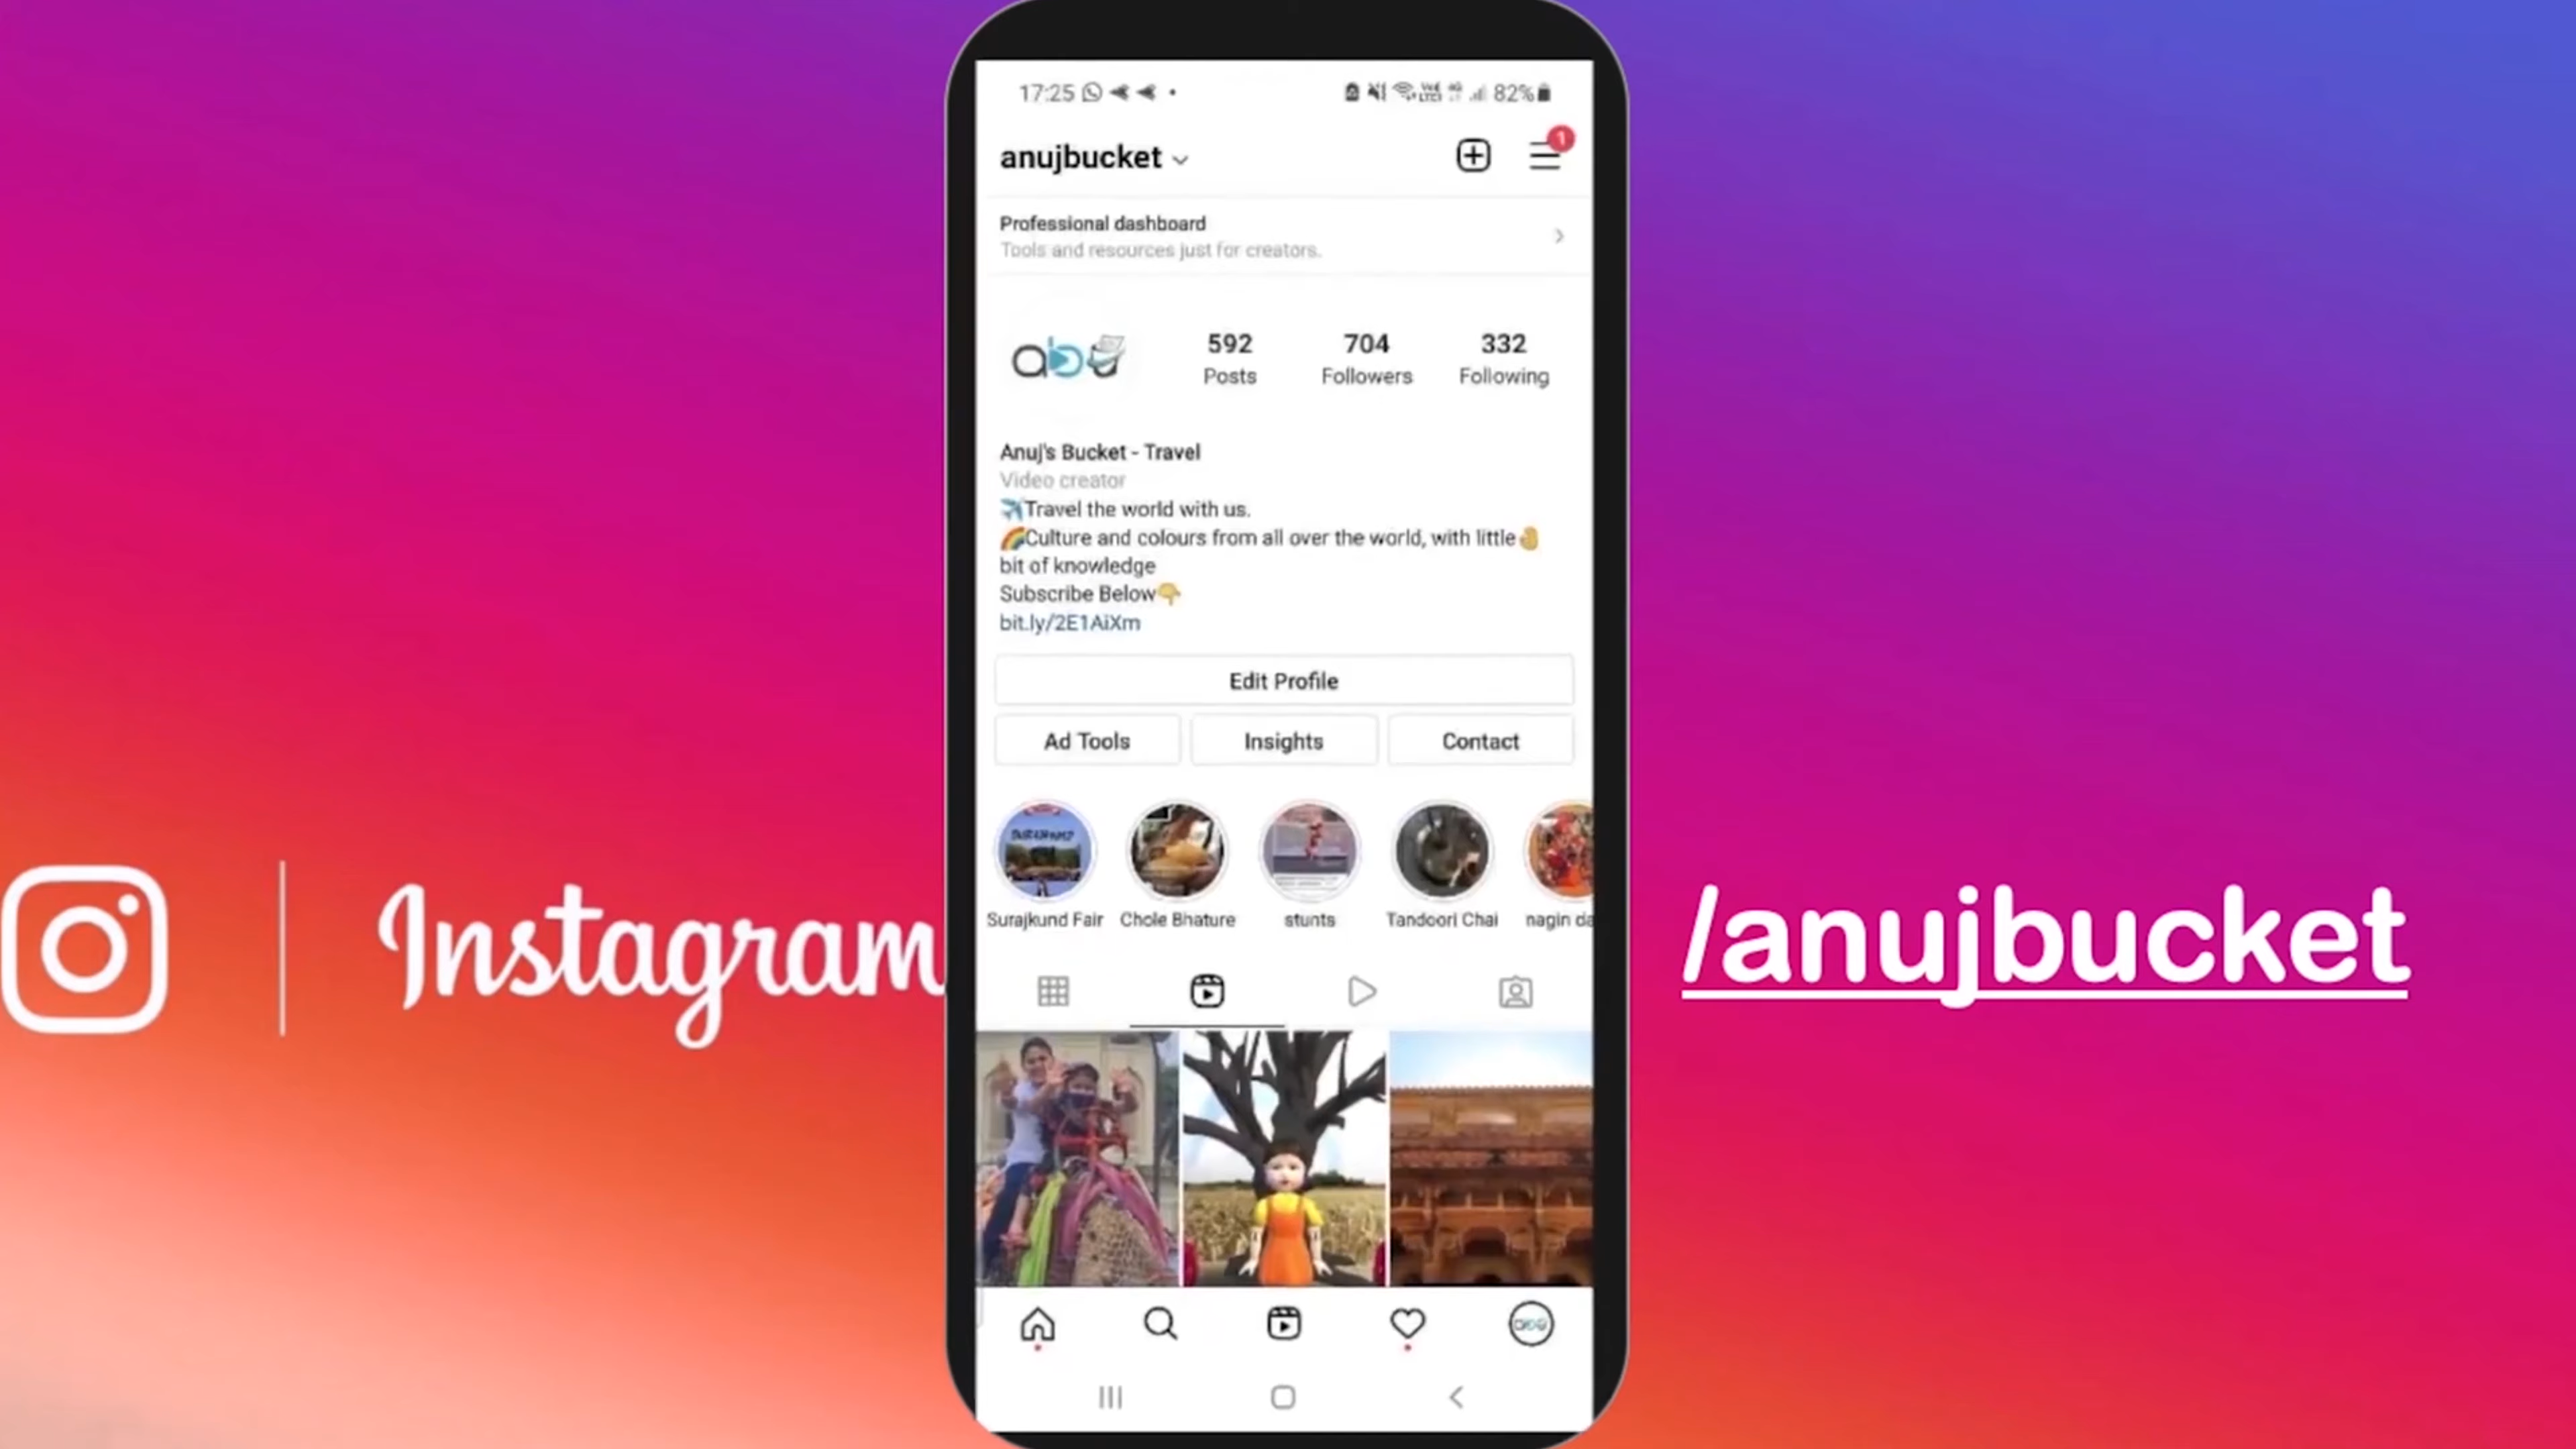 17:25
82%
anujbucket
1
Professional dashboard
Tools and resources just for creators.
592
Posts
704
Followers
332
Following
Anuj's Bucket - Travel
Video creator
✈️Travel the world with us.
🌈Culture and colours from all over the world, with little👌
bit of knowledge
Subscribe Below👇
bit.ly/2E1AiXm
Edit Profile
Ad Tools
Insights
Contact
Surajkund Fair
Chole Bhature
stunts
Tandoori Chai
nagin da
Instagram
/anujbucket